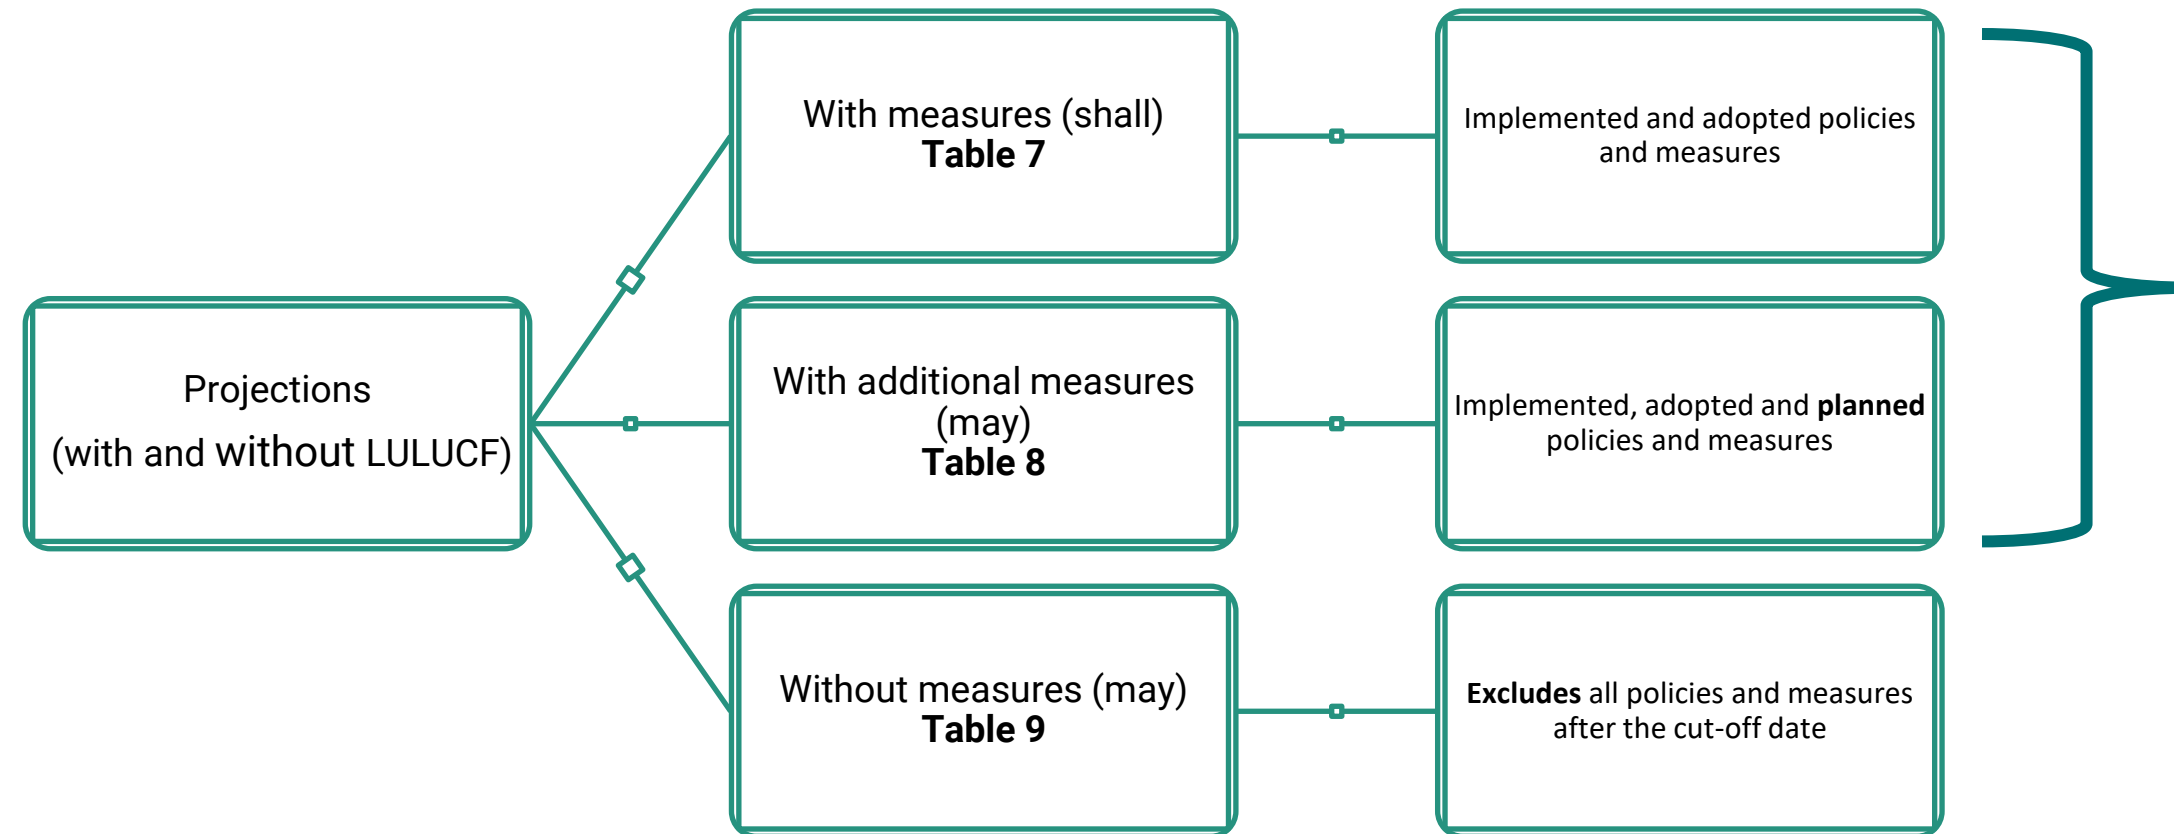 Projections
(with and without LULUCF)
With measures (shall)
Table 7
Implemented and adopted policies
and measures
With additional measures
(may)
Table 8
Implemented, adopted and planned
policies and measures
Without measures (may)
Table 9
Excludes all policies and measures
after the cut-off date